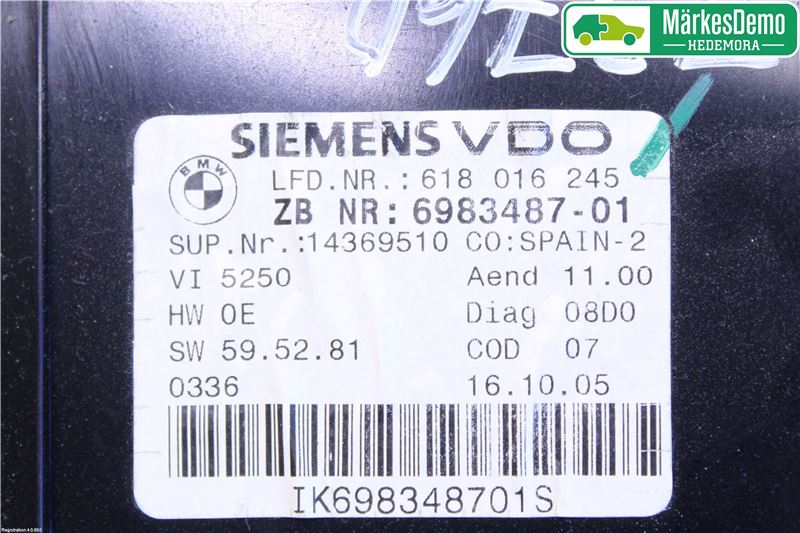 MärkesDemo
HEDEMORA
SIEMENS VDO
BMW
LFD.NR.: 618 016 245
ZB NR: 6983487-01
SUP.Nr.:14369510 CO:SPAIN-2
VI 5250 Aend 11.00
HW 0E Diag 08D0
SW 59.52.81 COD 07
0336 16.10.05
IK698348701S